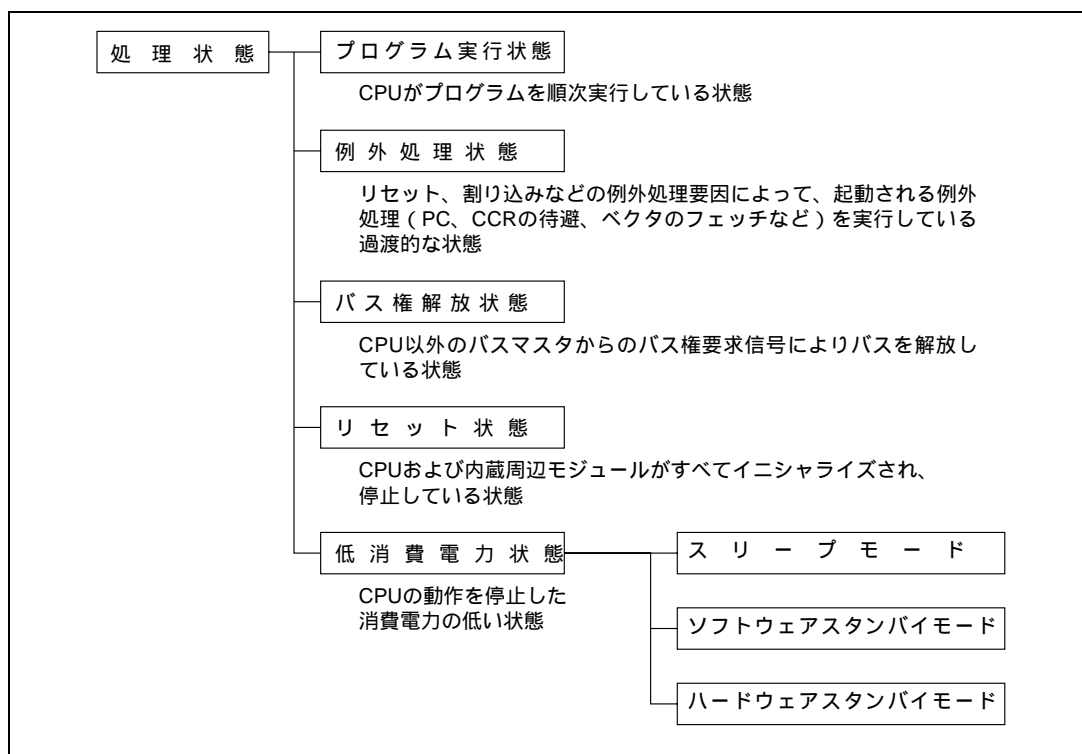 処理状態
プログラム実行状態
CPUがプログラムを順次実行している状態
例外処理状態
リセット、割り込みなどの例外処理要因によって、起動される例外
処理（PC、CCRの待避、ベクタのフェッチなど）を実行している
過渡的な状態
バス権解放状態
CPU以外のバスマスタからのバス権要求信号によりバスを解放し
ている状態
リセット状態
CPUおよび内蔵周辺モジュールがすべてイニシャライズされ、
停止している状態
低消費電力状態
CPUの動作を停止した
消費電力の低い状態
スリープモード
ソフトウェアスタンバイモード
ハードウェアスタンバイモード